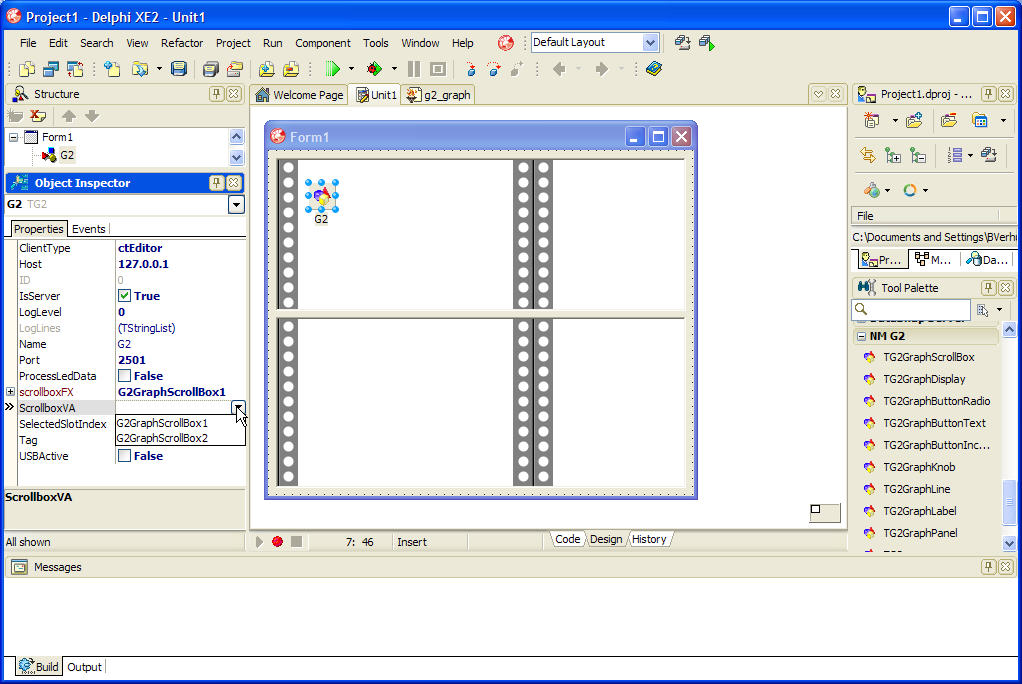 Project1 - Delphi XE2 - Unit1
File Edit Search View Refactor Project Run Component Tools Window Help
Default Layout
Structure
Form1
G2
Object Inspector
G2 TG2
Properties Events
ClientType ctEditor
Host 127.0.0.1
ID 0
IsServer True
LogLevel 0
LogLines (TStringList)
Name G2
Port 2501
ProcessLedData False
scrollboxFX G2GraphScrollBox1
ScrollboxVA
SelectedSlotIndex G2GraphScrollBox1
Tag G2GraphScrollBox2
USBActive False
ScrollboxVA
All shown
Welcome Page Unit1 g2_graph
Form1
G2
7: 46 Insert
Code Design History
Project1.dproj - ...
File
C:\Documents and Settings\BVerhu
Pr... M... Da...
Tool Palette
NM G2
TG2GraphScrollBox
TG2GraphDisplay
TG2GraphButtonRadio
TG2GraphButtonText
TG2GraphButtonInc...
TG2GraphKnob
TG2GraphLine
TG2GraphLabel
TG2GraphPanel
Messages
Build Output